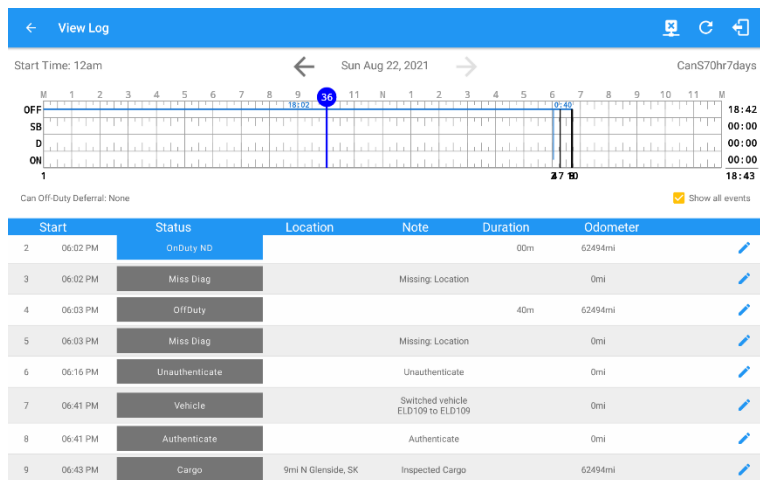 View Log
Start Time: 12am
Sun Aug 22, 2021
CanS70hr7days
M 1 2 3 4 5 6 7 8 9 11 N 1 2 3 4 5 6 7 8 9 10 11 M
36
OFF 18:02 0:40 18:42
SB 00:00
D 00:00
ON 00:00
1 18:43
Can Off-Duty Deferral: None
Show all events
Start Status Location Note Duration Odometer
2 06:02 PM OnDuty ND 00m 62494mi
3 06:02 PM Miss Diag Missing: Location 0mi
4 06:03 PM OffDuty 40m 62494mi
5 06:03 PM Miss Diag Missing: Location 0mi
6 06:16 PM Unauthenticate Unauthenticate 0mi
7 06:41 PM Vehicle Switched vehicle
ELD109 to ELD109 0mi
8 06:41 PM Authenticate Authenticate 0mi
9 06:43 PM Cargo 9mi N Glenside, SK Inspected Cargo 62494mi